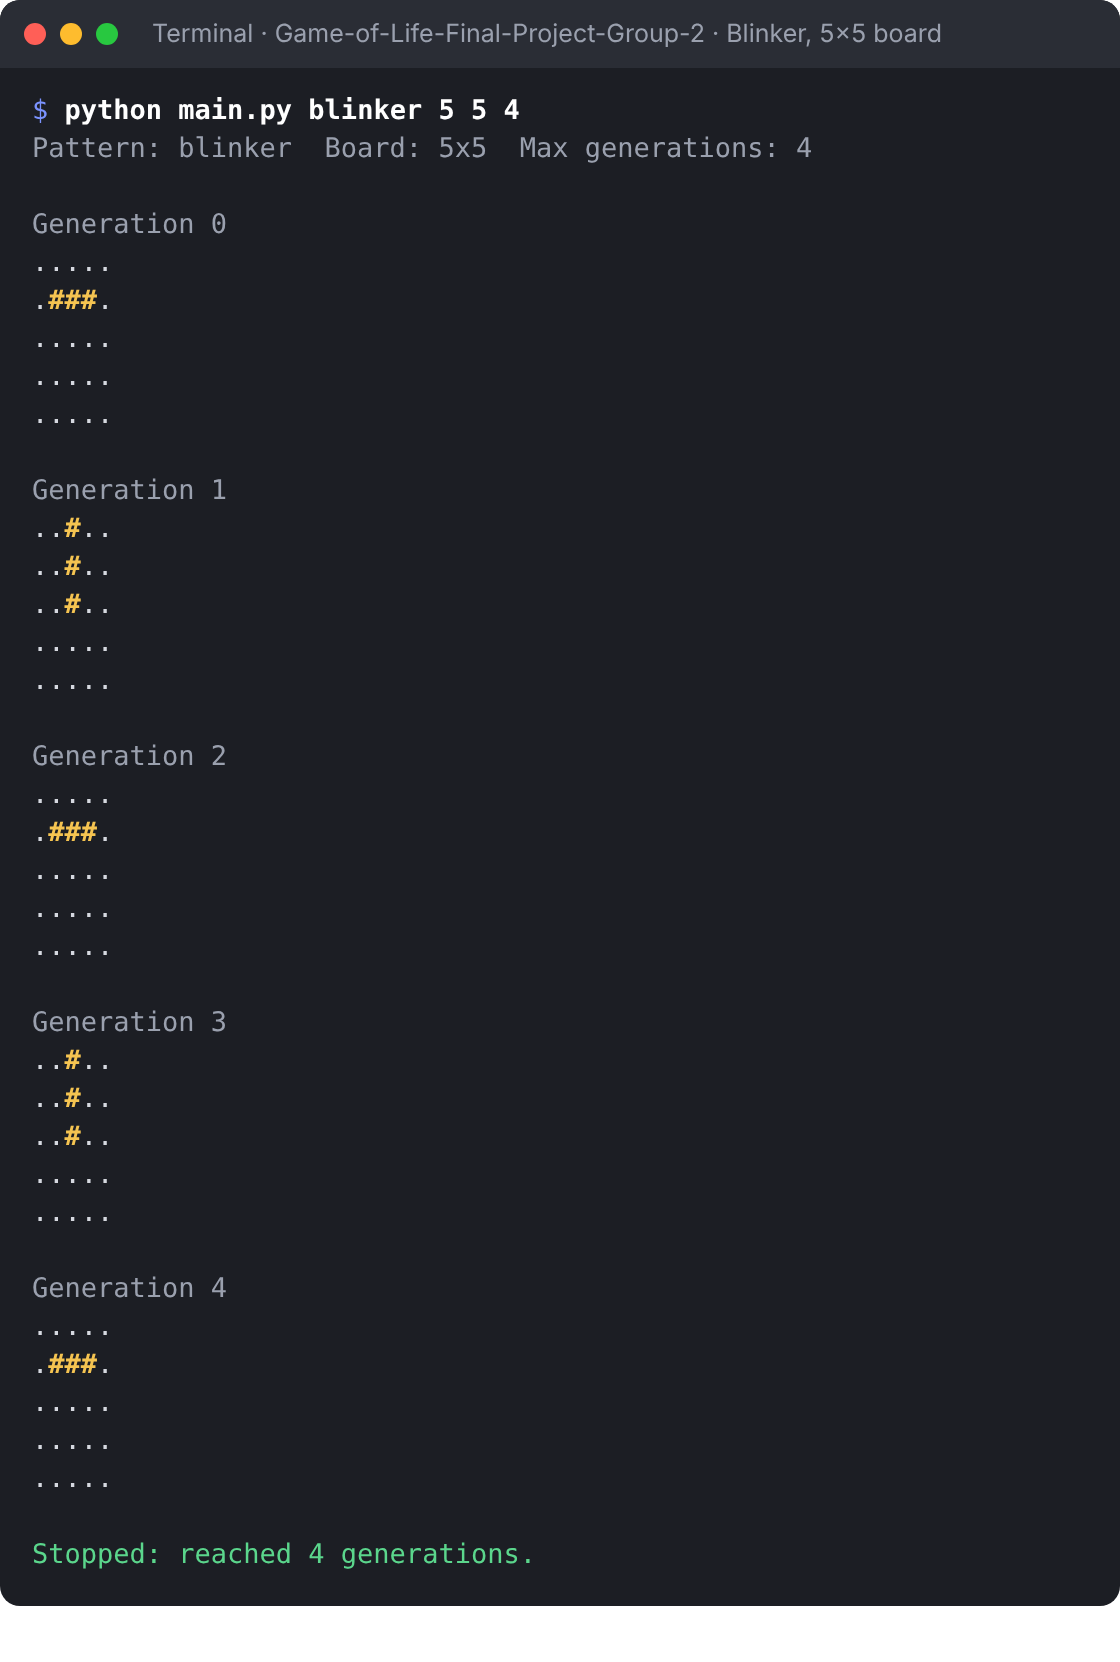 Terminal · Game-of-Life-Final-Project-Group-2 · Blinker, 5×5 board
$ python main.py blinker 5 5 4
Pattern: blinker  Board: 5x5  Max generations: 4
Generation 0
.....
.###.
.....
.....
.....
Generation 1
..#..
..#..
..#..
.....
.....
Generation 2
.....
.###.
.....
.....
.....
Generation 3
..#..
..#..
..#..
.....
.....
Generation 4
.....
.###.
.....
.....
.....
Stopped: reached 4 generations.